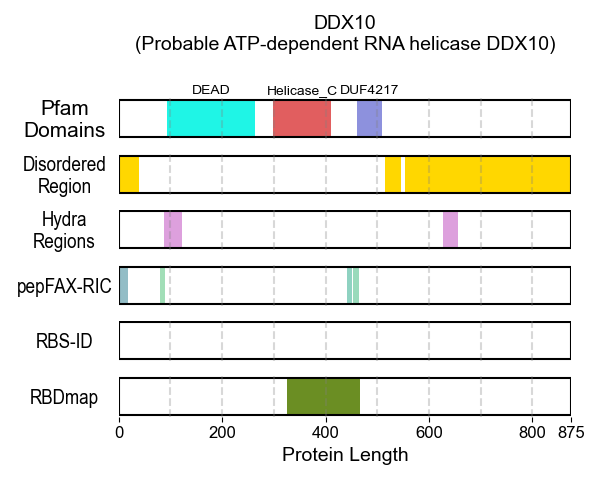 DDX10
(Probable ATP-dependent RNA helicase DDX10)
DEAD Helicase_C DUF4217
Pfam
Domains
Disordered
Region
Hydra
Regions
pepFAX-RIC
RBS-ID
RBDmap
0 200 400 600 800 875
Protein Length